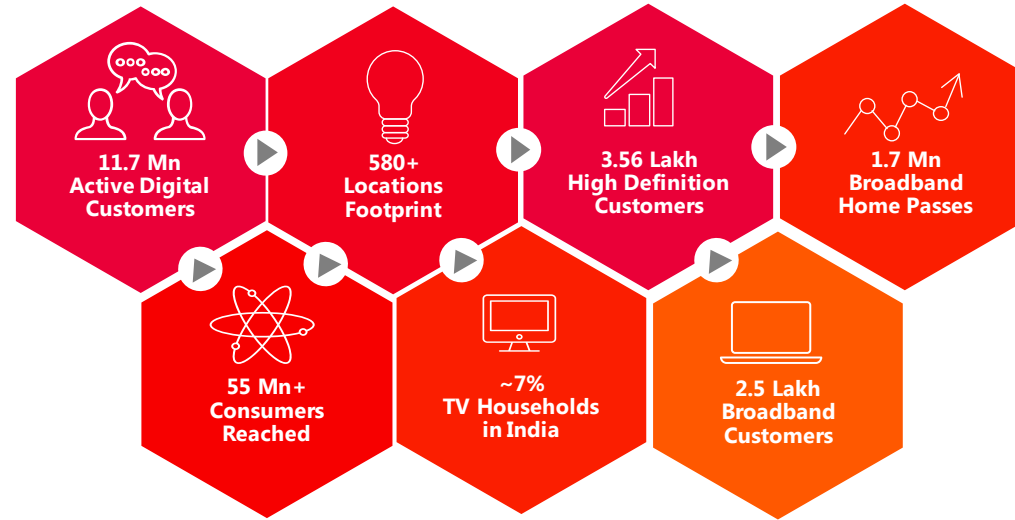 11.7 Mn
Active Digital
Customers
580+
Locations
Footprint
3.56 Lakh
High Definition
Customers
1.7 Mn
Broadband
Home Passes
55 Mn+
Consumers
Reached
~7%
TV Households
in India
2.5 Lakh
Broadband
Customers